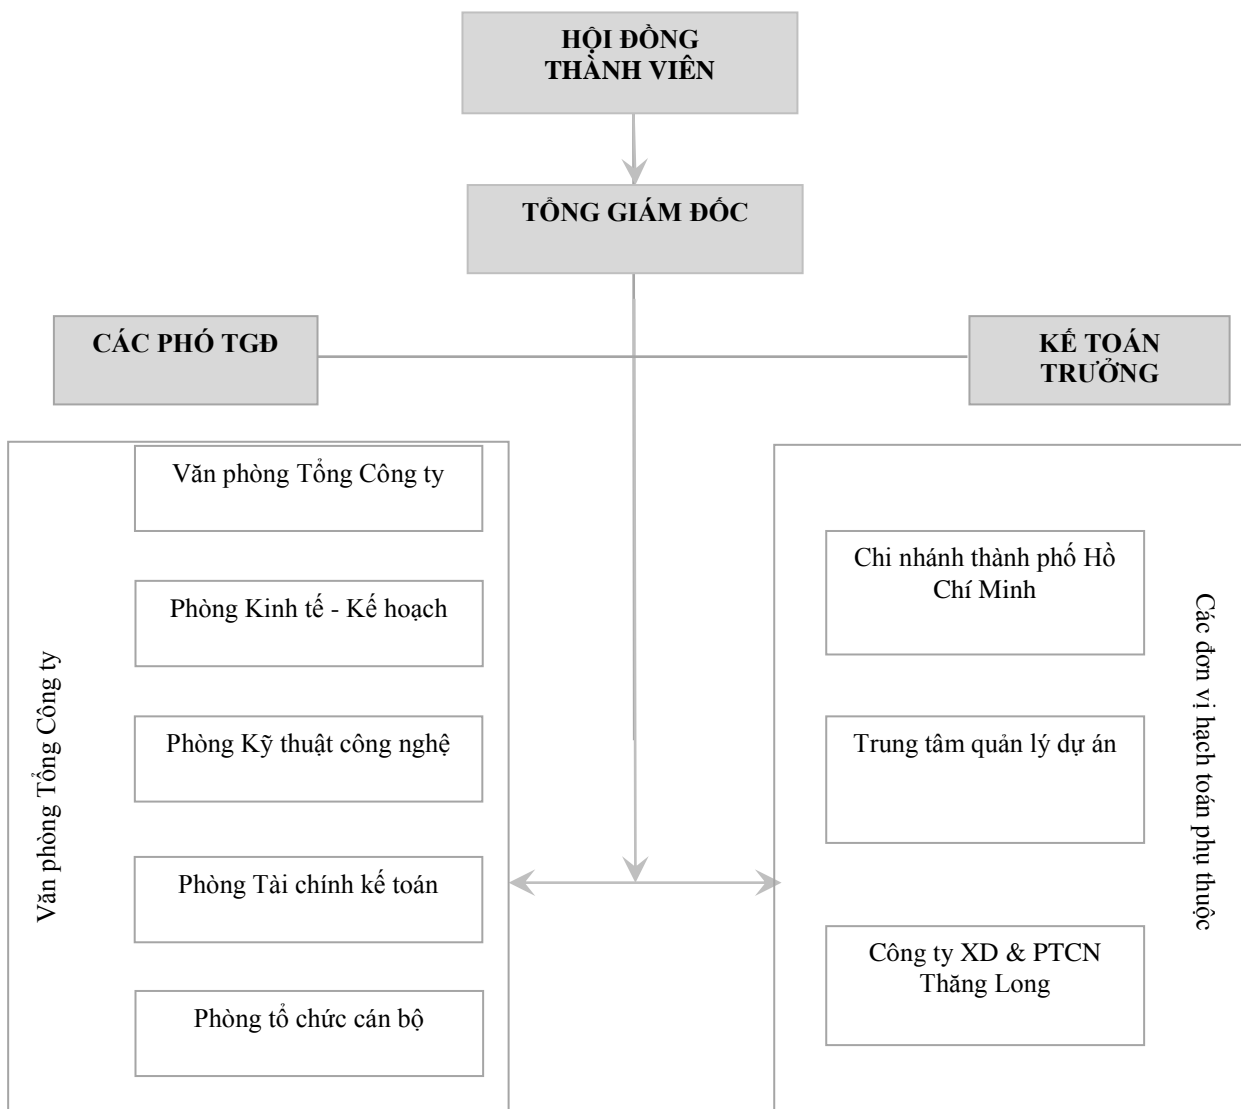 HỘI ĐỒNG
THÀNH VIÊN
TỔNG GIÁM ĐỐC
CÁC PHÓ TGĐ
KẾ TOÁN
TRƯỞNG
Văn phòng Tổng Công ty
Văn phòng Tổng Công ty
Phòng Kinh tế - Kế hoạch
Phòng Kỹ thuật công nghệ
Phòng Tài chính kế toán
Phòng tổ chức cán bộ
Chi nhánh thành phố Hồ
Chí Minh
Trung tâm quản lý dự án
Công ty XD & PTCN
Thăng Long
Các đơn vị hạch toán phụ thuộc